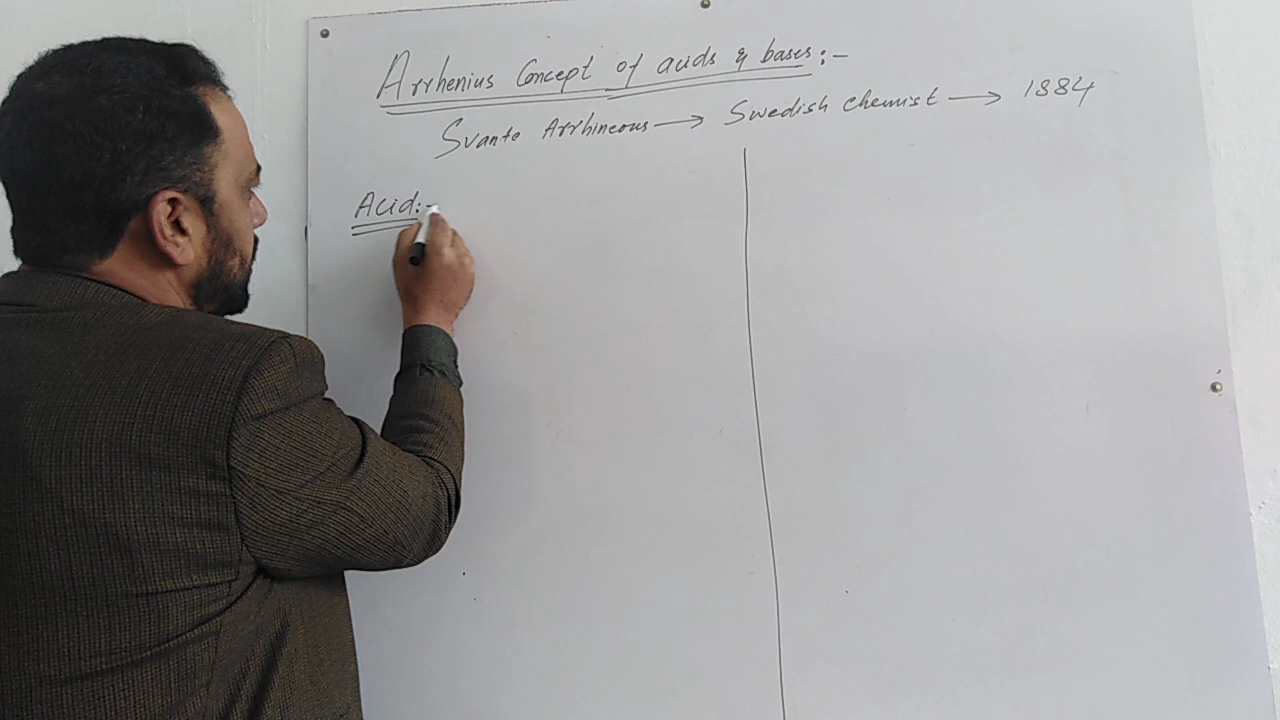 Arrhenius Concept of acids & bases:-
Svante Arrhineous → Swedish Chemist → 1884
Acid:-